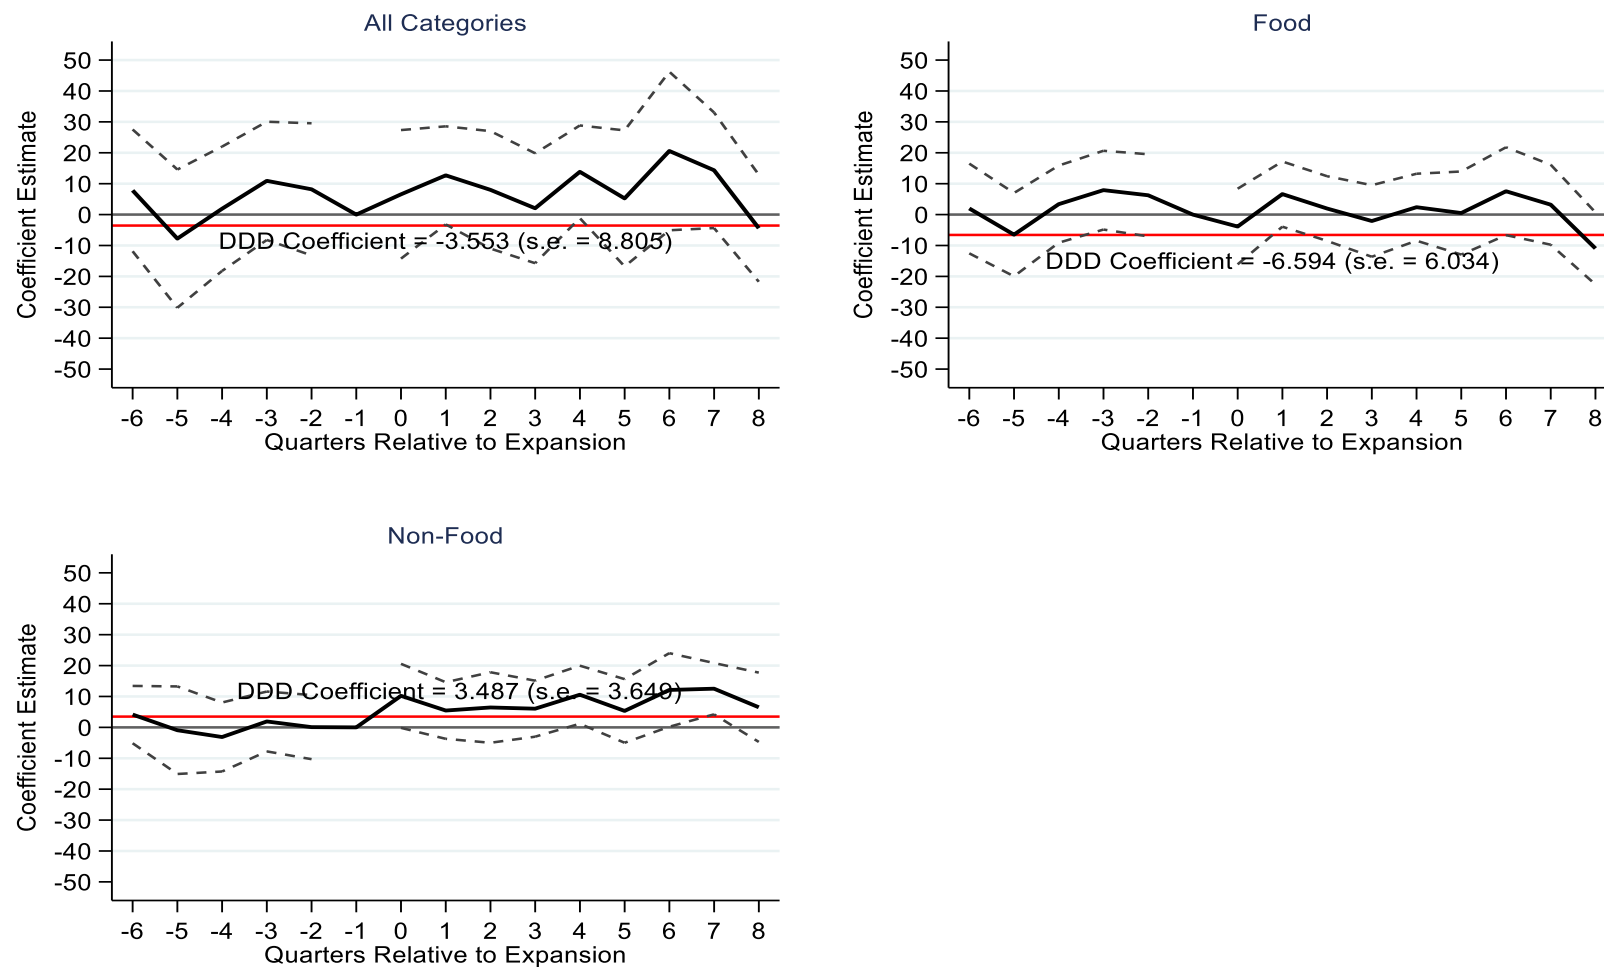 All Categories
Coefficient Estimate
50
40
30
20
10
0
-10
-20
-30
-40
-50
DDD Coefficient = -3.553 (s.e. = 8.805)
-6 -5 -4 -3 -2 -1 0 1 2 3 4 5 6 7 8
Quarters Relative to Expansion
Food
Coefficient Estimate
50
40
30
20
10
0
-10
-20
-30
-40
-50
DDD Coefficient = -6.594 (s.e. = 6.034)
-6 -5 -4 -3 -2 -1 0 1 2 3 4 5 6 7 8
Quarters Relative to Expansion
Non-Food
Coefficient Estimate
50
40
30
20
10
0
-10
-20
-30
-40
-50
DDD Coefficient = 3.487 (s.e. = 3.649)
-6 -5 -4 -3 -2 -1 0 1 2 3 4 5 6 7 8
Quarters Relative to Expansion